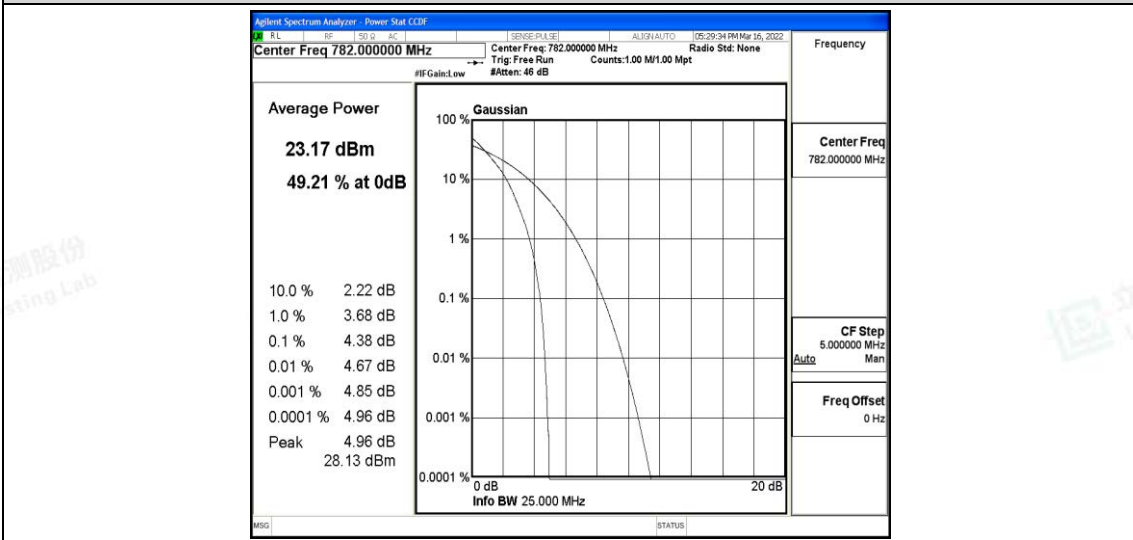 Agilent Spectrum Analyzer - Power Stat CCDF
RL RF 50 Ω AC SENSE:PULSE ALIGN AUTO 05:29:34 PM Mar 16, 2022
Center Freq 782.000000 MHz
Center Freq: 782.000000 MHz Radio Std: None
Trig: Free Run Counts:1.00 M/1.00 Mpt
#IFGain:Low #Atten: 46 dB
Frequency
Average Power
23.17 dBm
49.21 % at 0dB
10.0 % 2.22 dB
1.0 % 3.68 dB
0.1 % 4.38 dB
0.01 % 4.67 dB
0.001 % 4.85 dB
0.0001 % 4.96 dB
Peak 4.96 dB
28.13 dBm
Gaussian
100 %
10 %
1 %
0.1 %
0.01 %
0.001 %
0.0001 %
0 dB 20 dB
Info BW 25.000 MHz
Center Freq
782.000000 MHz
CF Step
5.000000 MHz
Auto Man
Freq Offset
0 Hz
MSG STATUS
测股份
sting Lab
立